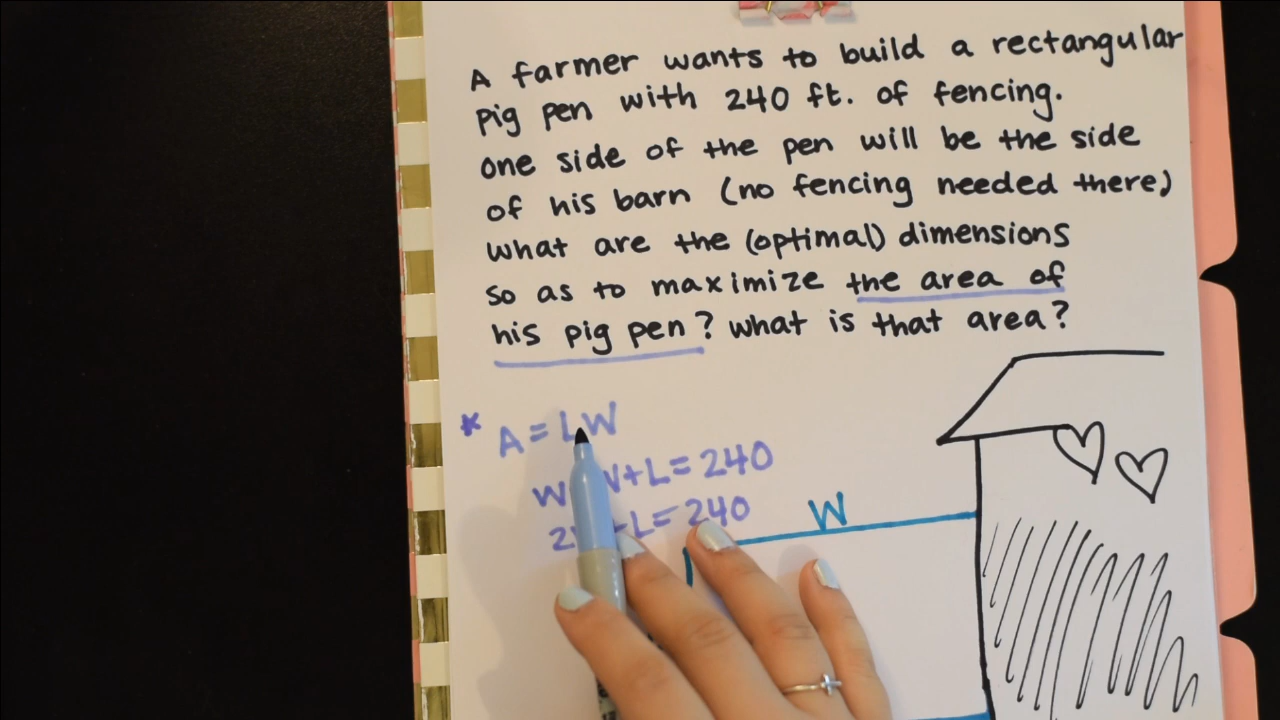 A farmer wants to build a rectangular
pig pen with 240 ft. of fencing.
one side of the pen will be the side
of his barn (no fencing needed there)
what are the (optimal) dimensions
so as to maximize the area of
his pig pen? what is that area?
* A = LW
W +L = 240
2 +L = 240
W